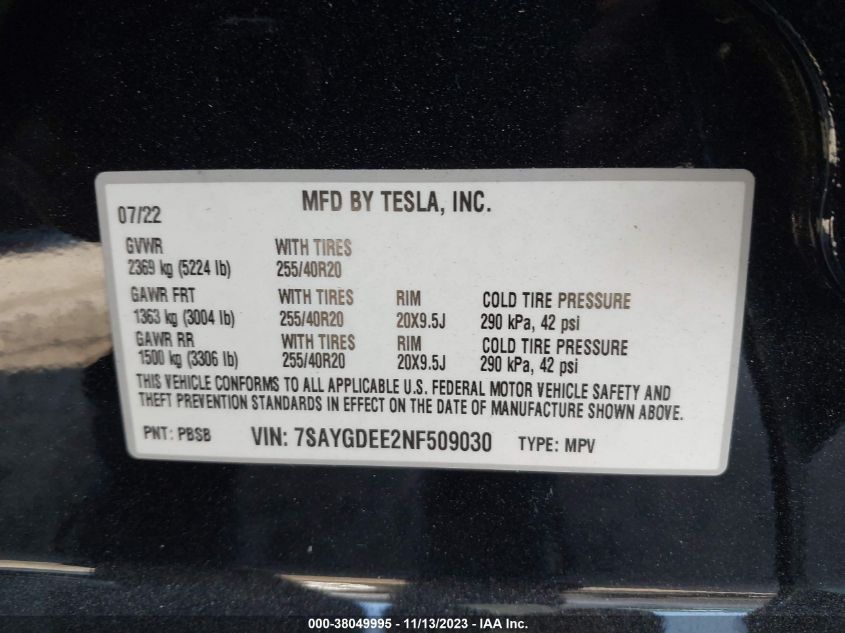 MFD BY TESLA, INC.
07/22
GVWR WITH TIRES
2369 kg (5224 lb) 255/40R20
GAWR FRT WITH TIRES RIM COLD TIRE PRESSURE
1363 kg (3004 lb) 255/40R20 20X9.5J 290 kPa, 42 psi
GAWR RR WITH TIRES RIM COLD TIRE PRESSURE
1500 kg (3306 lb) 255/40R20 20X9.5J 290 kPa, 42 psi
THIS VEHICLE CONFORMS TO ALL APPLICABLE U.S. FEDERAL MOTOR VEHICLE SAFETY AND
THEFT PREVENTION STANDARDS IN EFFECT ON THE DATE OF MANUFACTURE SHOWN ABOVE.
PNT: PBSB VIN: 7SAYGDEE2NF509030 TYPE: MPV
000-38049995 - 11/13/2023 - IAA Inc.